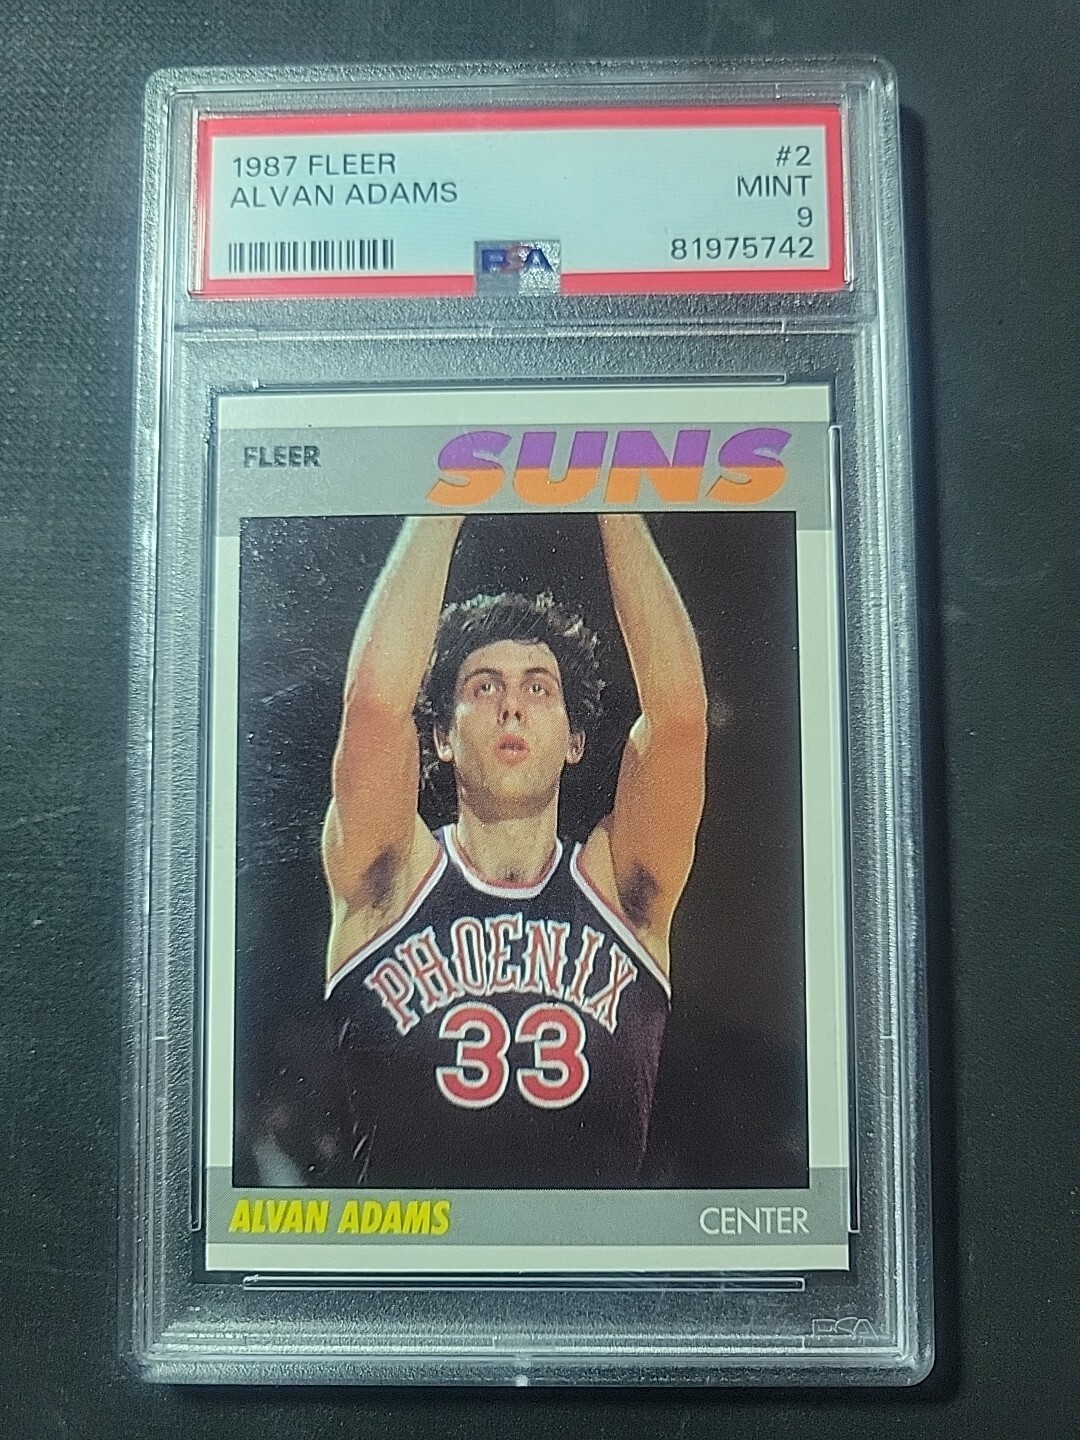 1987 FLEER #2
ALVAN ADAMS MINT
9
81975742
PSA
FLEER SUNS
PHOENIX
33
ALVAN ADAMS CENTER
PSA